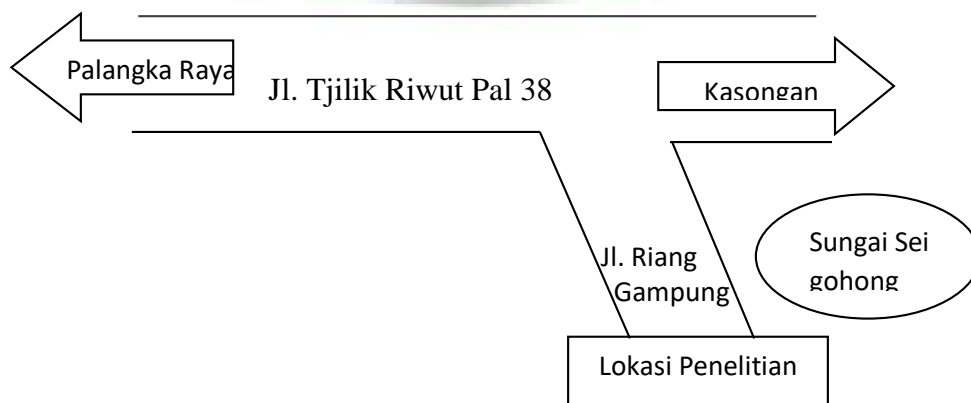 Palangka Raya
Jl. Tjilik Riwut Pal 38
Kasongan
Sungai Sei
gohong
Jl. Riang
Gampung
Lokasi Penelitian